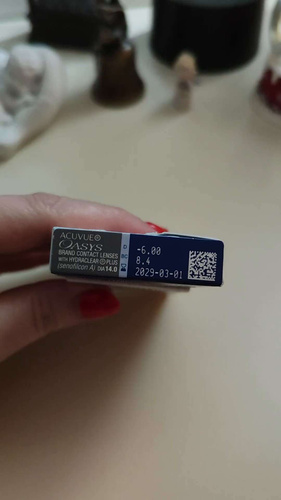 ACUVUE®
OASYS
BRAND CONTACT LENSES
WITH HYDRACLEAR® PLUS
(senofilcon A) DIA 14.0
D -6.00
BC 8.4
2029-03-01